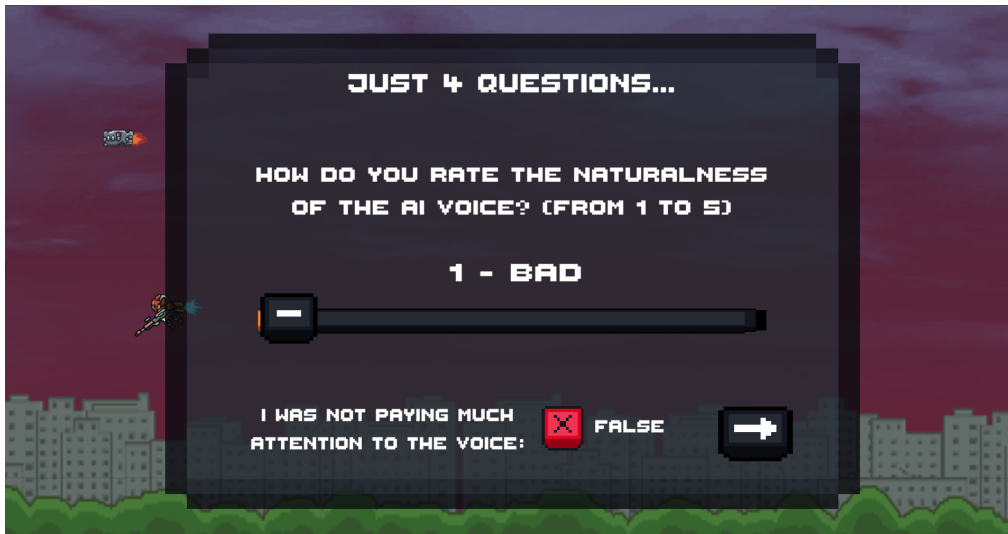 JUST 4 QUESTIONS...
HOW DO YOU RATE THE NATURALNESS
OF THE AI VOICE? (FROM 1 TO 5)
1 - BAD
I WAS NOT PAYING MUCH
ATTENTION TO THE VOICE:
FALSE